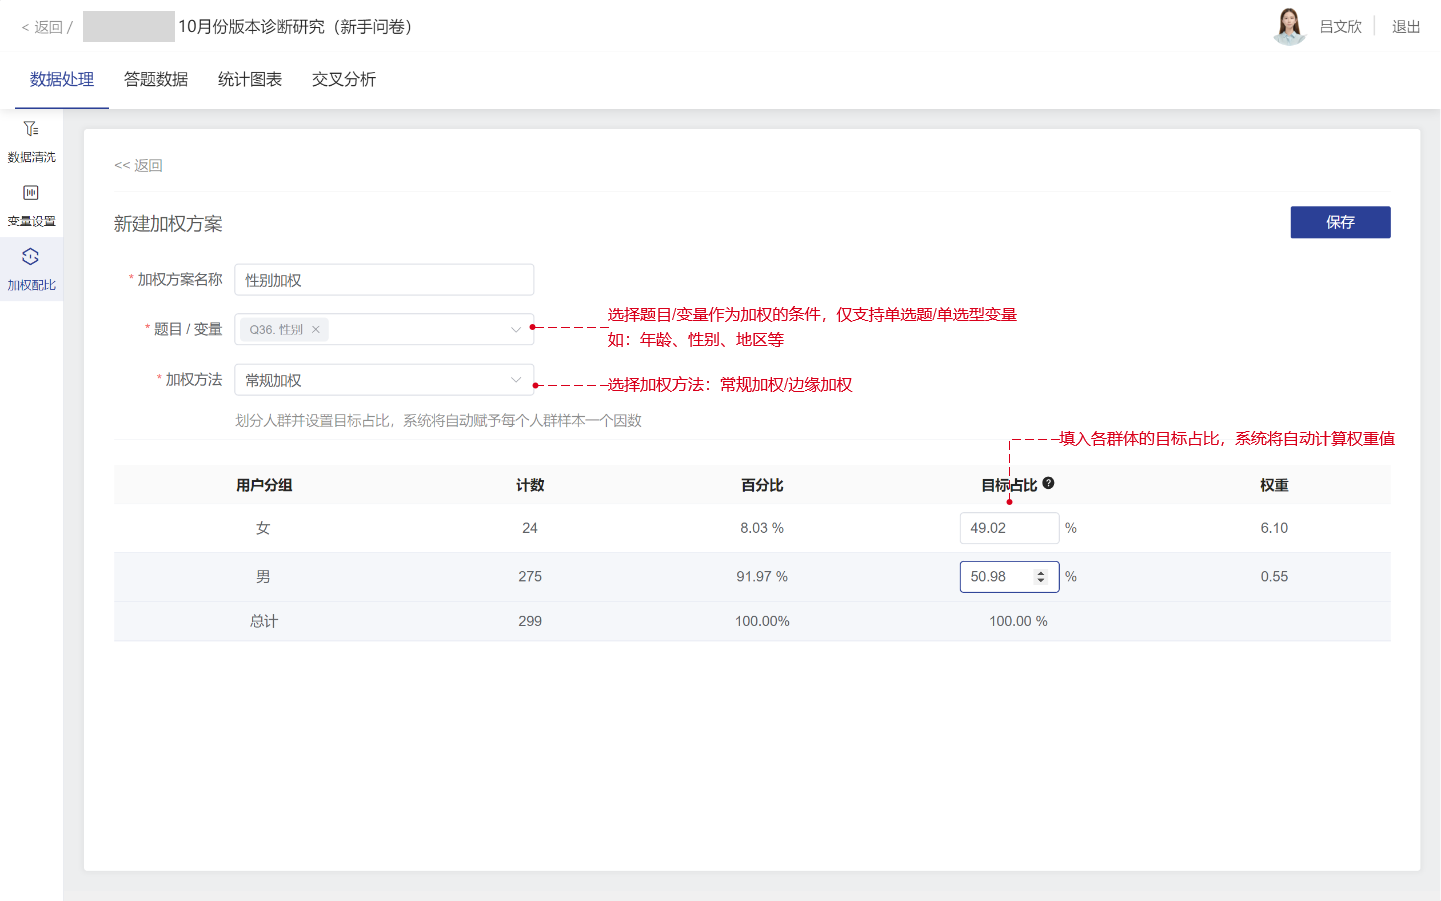 < 返回 / 10月份版本诊断研究（新手问卷）
吕文欣 退出
数据处理 答题数据 统计图表 交叉分析
数据清洗
变量设置
加权配比
<< 返回
新建加权方案
保存
* 加权方案名称 性别加权
* 题目 / 变量 Q36. 性别 ×
选择题目/变量作为加权的条件，仅支持单选题/单选型变量
如：年龄、性别、地区等
* 加权方法 常规加权
选择加权方法：常规加权/边缘加权
划分人群并设置目标占比，系统将自动赋予每个人群样本一个因数
填入各群体的目标占比，系统将自动计算权重值
用户分组 计数 百分比 目标占比 ? 权重
女 24 8.03 % 49.02 % 6.10
男 275 91.97 % 50.98 % 0.55
总计 299 100.00% 100.00 %